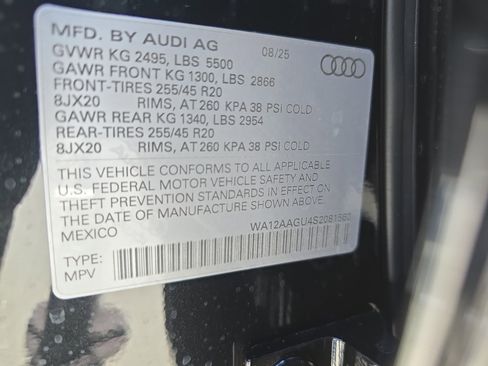 MFD. BY AUDI AG
08/25
GVWR KG 2495, LBS 5500
GAWR FRONT KG 1300, LBS 2866
FRONT-TIRES 255/45 R20
8JX20 RIMS, AT 260 KPA 38 PSI COLD
GAWR REAR KG 1340, LBS 2954
REAR-TIRES 255/45 R20
8JX20 RIMS, AT 260 KPA 38 PSI COLD
THIS VEHICLE CONFORMS TO ALL APPLICABLE
U.S. FEDERAL MOTOR VEHICLE SAFETY AND
THEFT PREVENTION STANDARDS IN EFFECT ON
THE DATE OF MANUFACTURE SHOWN ABOVE.
MEXICO
WA12AAGU4S2081560
TYPE:
MPV